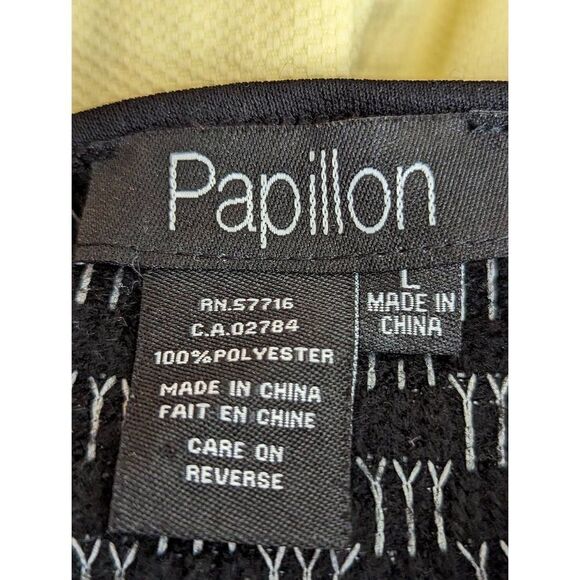 Papillon
L
MADE IN
CHINA
RN.57716
C.A.02784
100%POLYESTER
MADE IN CHINA
FAIT EN CHINE
CARE ON
REVERSE